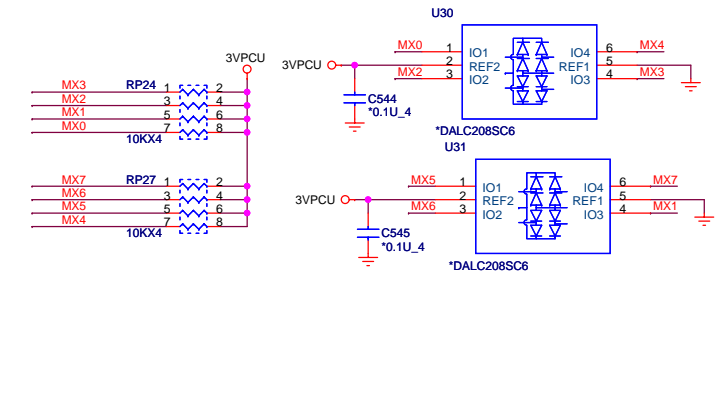 U30
3VPCU
3VPCU
MX0 1 IO1 IO4 6 MX4
2 REF2 REF1 5
MX2 3 IO2 IO3 4 MX3
MX3 RP24 1 2
MX2 3 4
MX1 5 6
MX0 7 8
10KX4
C544
*0.1U_4
*DALC208SC6
U31
MX7 RP27 1 2
MX6 3 4
MX5 5 6
MX4 7 8
10KX4
3VPCU
MX5 1 IO1 IO4 6 MX7
2 REF2 REF1 5
MX6 3 IO2 IO3 4 MX1
C545
*0.1U_4
*DALC208SC6